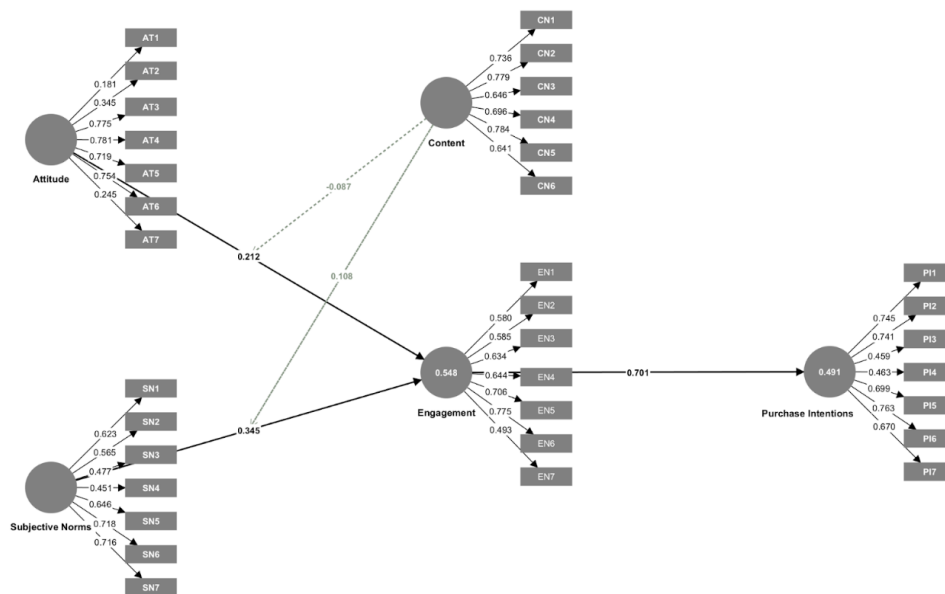 AT1
AT2
AT3
AT4
AT5
AT6
AT7
0.181
0.345
0.775
0.781
0.719
0.754
0.245
Attitude
CN1
CN2
CN3
CN4
CN5
CN6
0.736
0.779
0.646
0.696
0.784
0.641
Content
-0.087
0.212
0.108
EN1
EN2
EN3
EN4
EN5
EN6
EN7
0.580
0.585
0.634
0.644
0.706
0.775
0.493
0.548
Engagement
0.701
PI1
PI2
PI3
PI4
PI5
PI6
PI7
0.745
0.741
0.459
0.463
0.699
0.763
0.670
0.491
Purchase Intentions
SN1
SN2
SN3
SN4
SN5
SN6
SN7
0.623
0.565
0.477
0.451
0.646
0.718
0.716
Subjective Norms
0.345